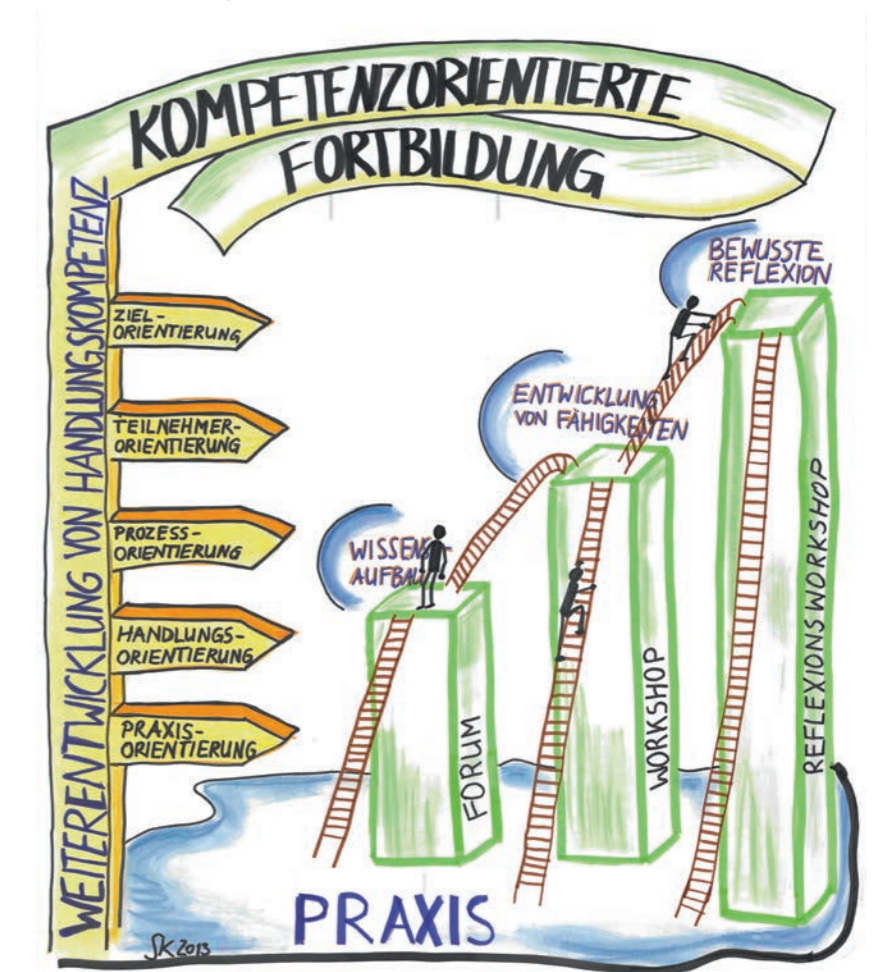 KOMPETENZORIENTIERTE
FORTBILDUNG
WEITERENTWICKLUNG VON HANDLUNGSKOMPETENZ
ZIEL-
ORIENTIERUNG
TEILNEHMER-
ORIENTIERUNG
PROZESS-
ORIENTIERUNG
HANDLUNGS-
ORIENTIERUNG
PRAXIS-
ORIENTIERUNG
WISSENS-
AUFBAU
FORUM
ENTWICKLUNG
VON FÄHIGKEITEN
WORKSHOP
BEWUSSTE
REFLEXION
REFLEXIONSWORKSHOP
PRAXIS
SK 2013